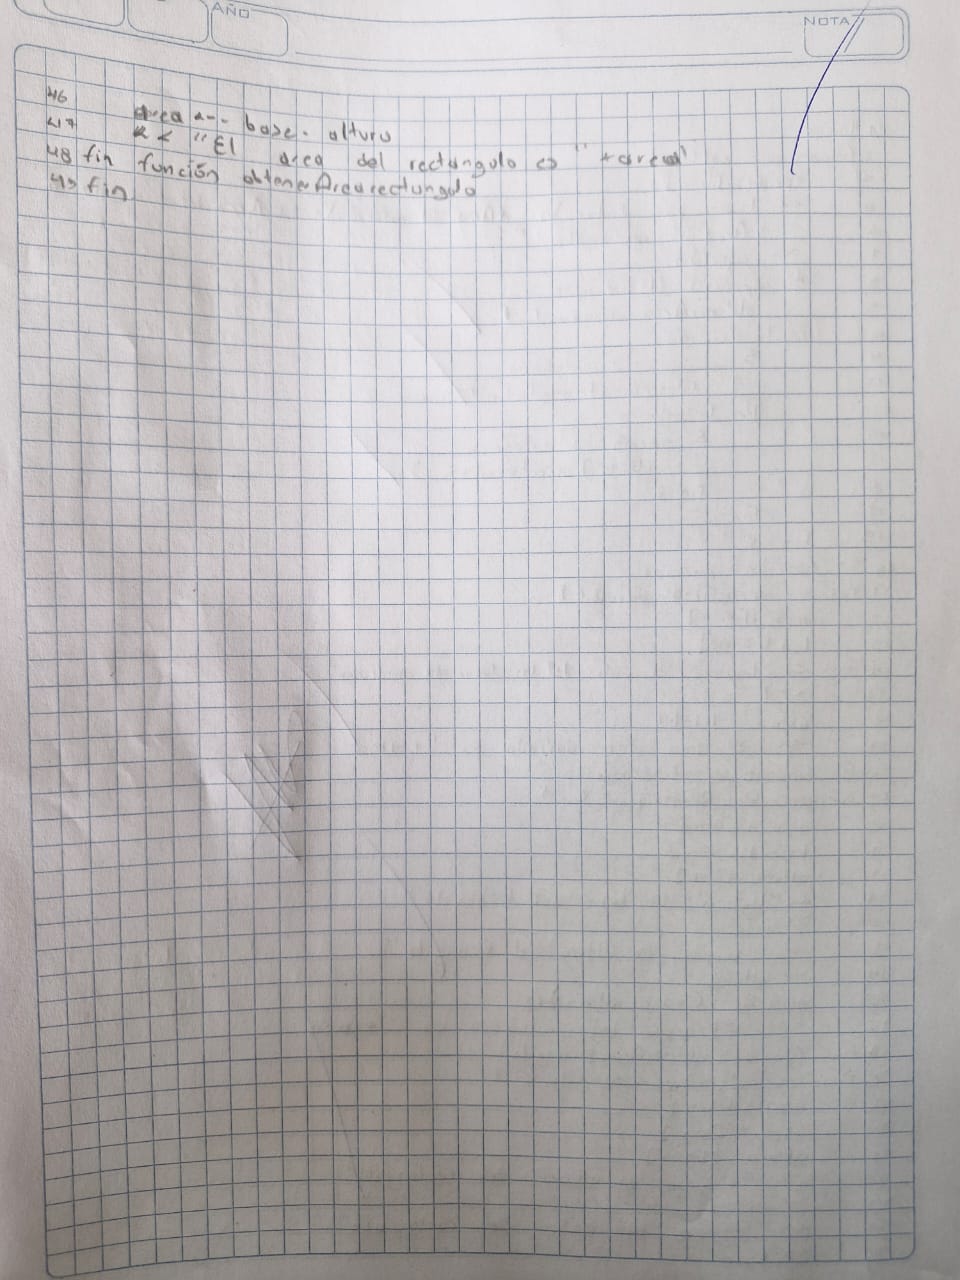 AÑO
NOTA
46 area <-- base . altura
47 << "El area del rectangulo es " + area"
48 fin función obtenerArearectangulo
49 fin